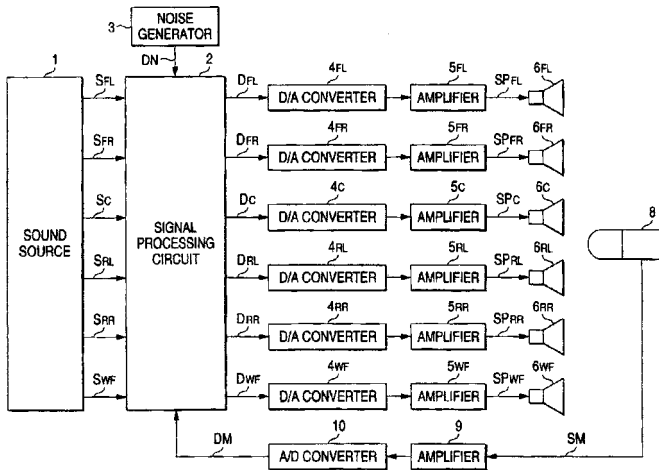 NOISE
GENERATOR
3
DN
1
2
SOUND
SOURCE
SIGNAL
PROCESSING
CIRCUIT
SFL DFL 4FL D/A CONVERTER 5FL AMPLIFIER SPFL 6FL
SFR DFR 4FR D/A CONVERTER 5FR AMPLIFIER SPFR 6FR
SC DC 4C D/A CONVERTER 5C AMPLIFIER SPC 6C
8
SRL DRL 4RL D/A CONVERTER 5RL AMPLIFIER SPRL 6RL
SRR DRR 4RR D/A CONVERTER 5RR AMPLIFIER SPRR 6RR
SWF DWF 4WF D/A CONVERTER 5WF AMPLIFIER SPWF 6WF
DM 10 A/D CONVERTER 9 AMPLIFIER SM